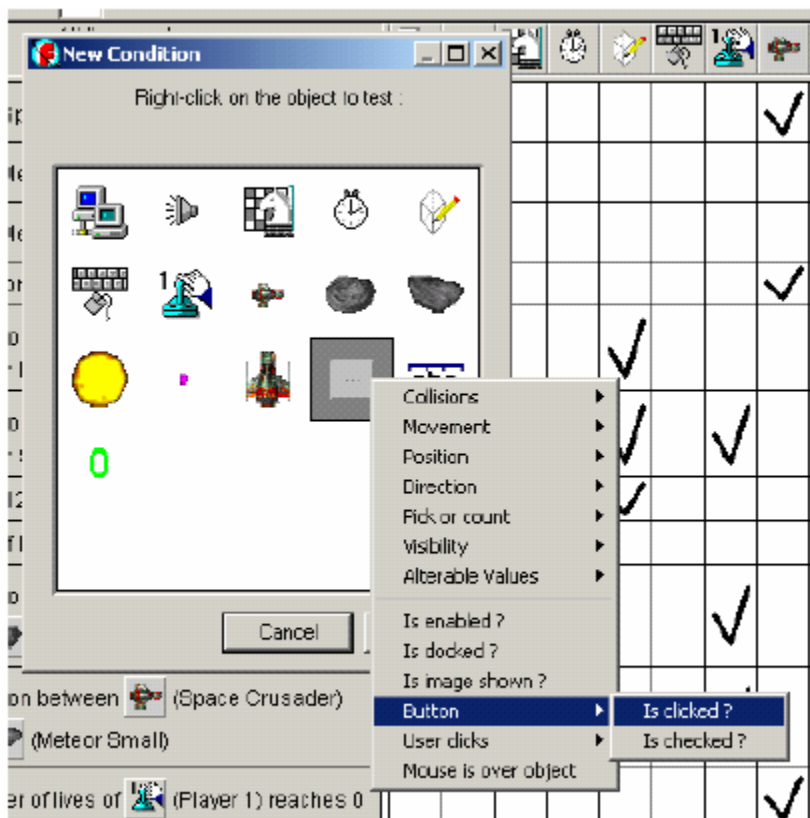 New Condition
Right-click on the object to test :
1
1
Collisions
Movement
Position
Direction
Pick or count
Visibility
Alterable Values
Cancel
Is enabled ?
Is docked ?
Is image shown ?
Button
Is clicked ?
User clicks
Is checked ?
Mouse is over object
on between (Space Crusader)
(Meteor Small)
er of lives of (Player 1) reaches 0